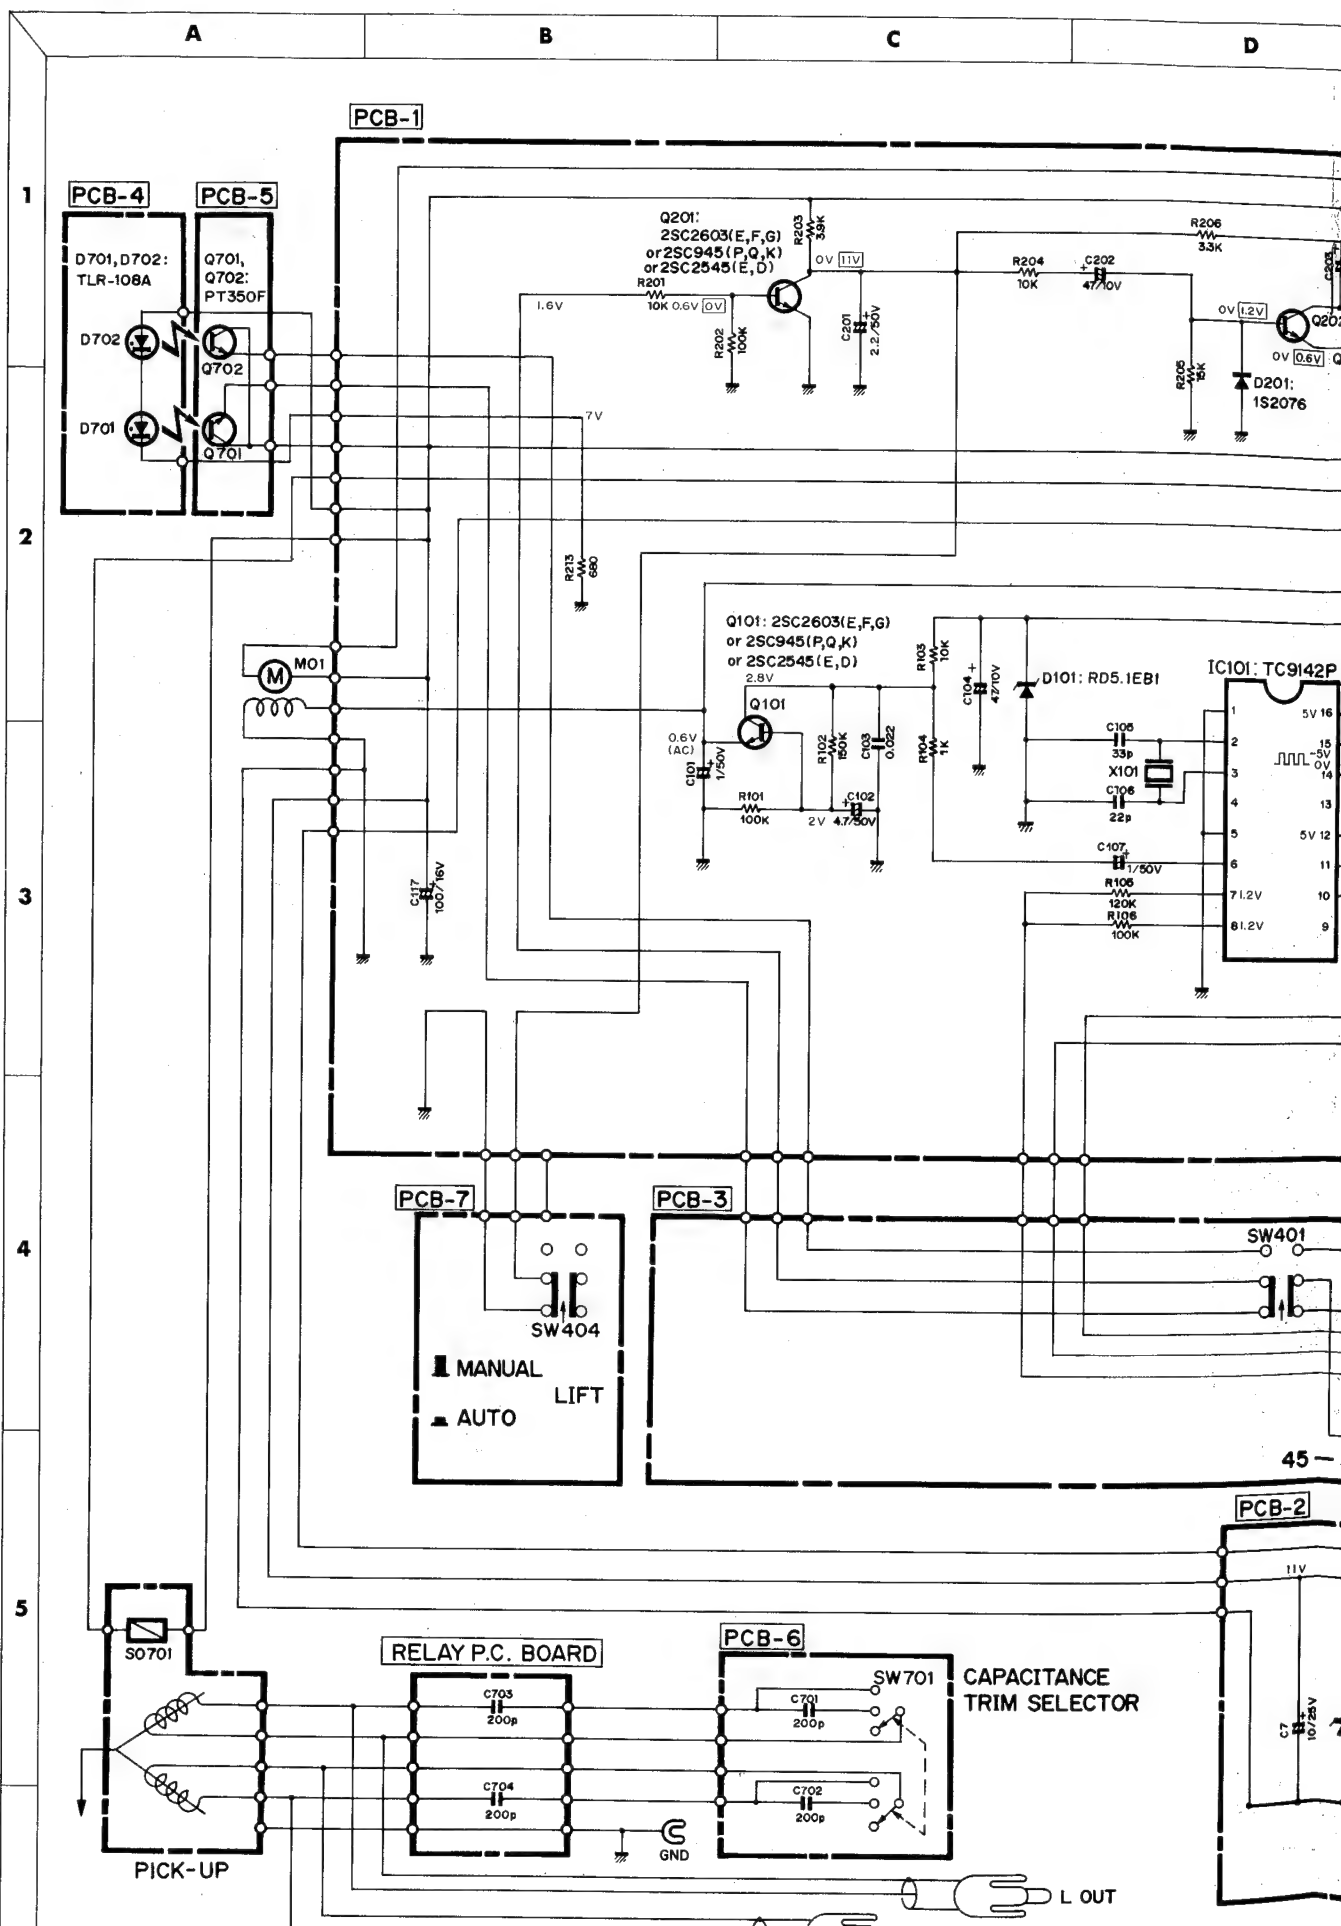 A
B
C
D
PCB-1
1
PCB-4
PCB-5
D701, D702:
TLR-108A
Q701,
Q702:
PT350F
D702
Q702
D701
Q701
Q201:
2SC2603(E,F,G)
or 2SC945(P,Q,K)
or 2SC2545(E,D)
R203
3.9K
0V 11V
R201
10K
0.6V 0V
1.6V
R202
100K
C201
2.2/50V
R204
10K
C202
47/10V
R206
33K
C203
0V 1.2V
Q202
0V 0.6V
R205
15K
D201:
1S2076
7V
2
R213
680
Q101: 2SC2603(E,F,G)
or 2SC945(P,Q,K)
or 2SC2545(E,D)
2.8V
Q101
0.6V
(AC)
C101
1/50V
R101
100K
R102
150K
C103
0.022
C102
4.7/50V
2V
R103
10K
R104
1K
C104
47/10V
D101: RD5.1EB1
C105
33p
X101
C106
22p
C107
1/50V
R105
120K
R106
100K
IC101: TC9142P
1
2
3
4
5
6
7 1.2V
8 1.2V
5V 16
15
5V
0V
14
13
5V 12
11
10
9
M
M01
3
C117
100/16V
PCB-7
PCB-3
4
SW404
SW401
MANUAL
LIFT
AUTO
45
PCB-2
11V
5
SO701
RELAY P.C. BOARD
PCB-6
C703
200p
C701
200p
SW701
CAPACITANCE
TRIM SELECTOR
C704
200p
C702
200p
C7
10/25V
GND
PICK-UP
L OUT